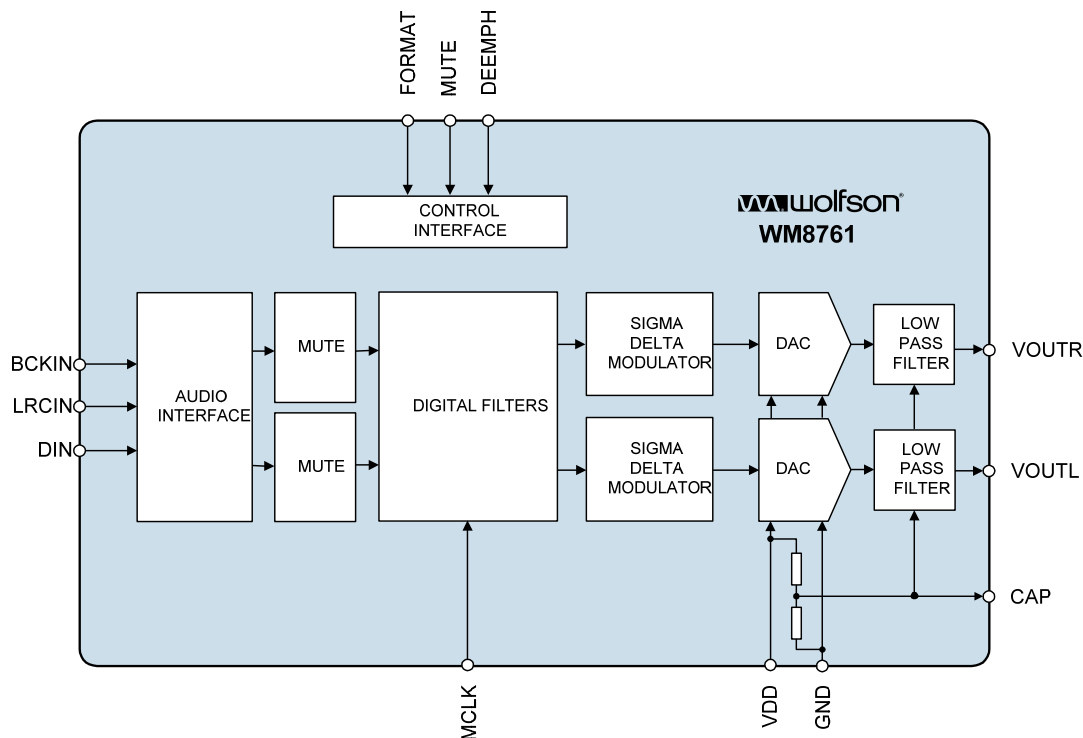 FORMAT
MUTE
DEEMPH
CONTROL
INTERFACE
wolfson®
WM8761
BCKIN
LRCIN
DIN
AUDIO
INTERFACE
MUTE
MUTE
DIGITAL FILTERS
SIGMA
DELTA
MODULATOR
SIGMA
DELTA
MODULATOR
DAC
DAC
LOW
PASS
FILTER
LOW
PASS
FILTER
VOUTR
VOUTL
CAP
MCLK
VDD
GND